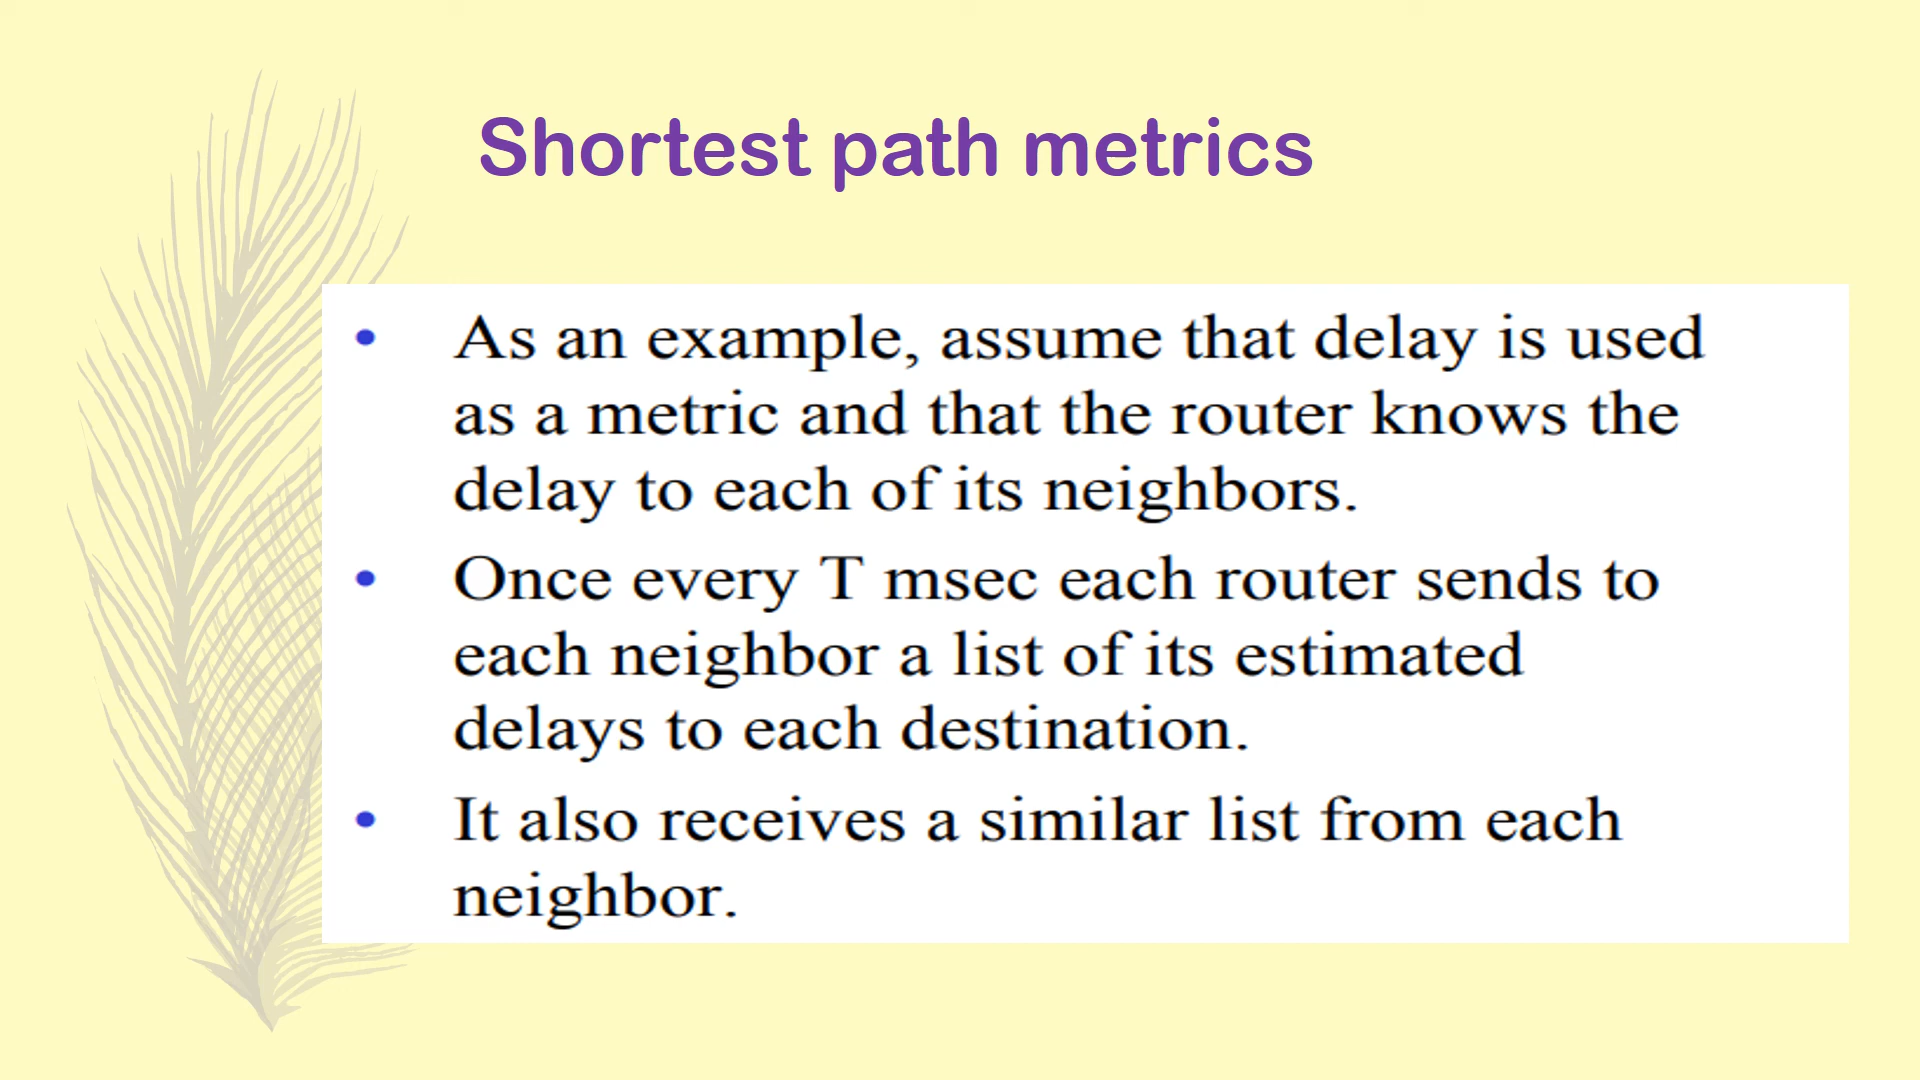 Shortest path metrics
• As an example, assume that delay is used
as a metric and that the router knows the
delay to each of its neighbors.
• Once every T msec each router sends to
each neighbor a list of its estimated
delays to each destination.
• It also receives a similar list from each
neighbor.